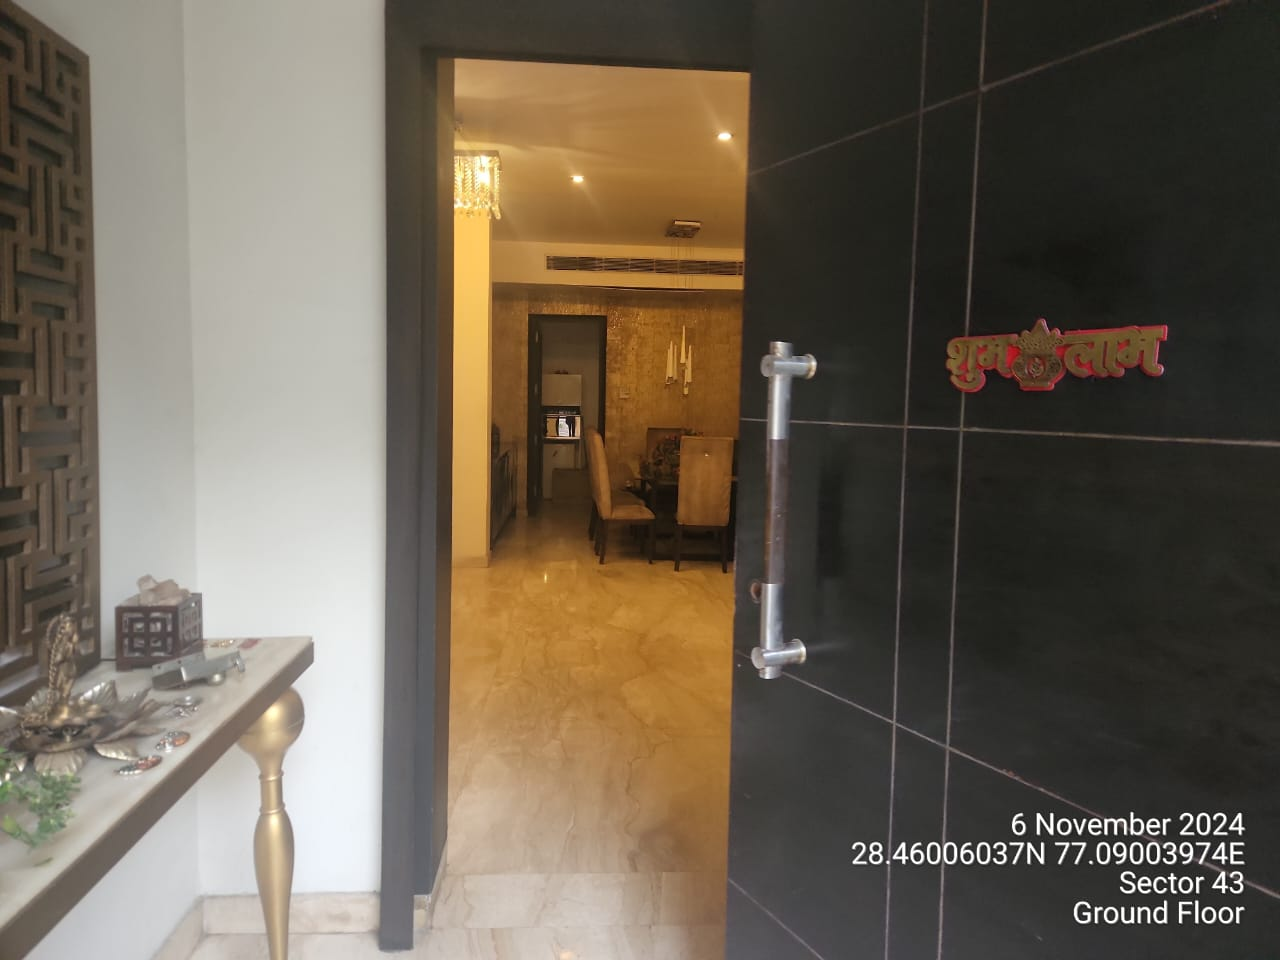 शुभ लाभ
6 November 2024
28.46006037N 77.09003974E
Sector 43
Ground Floor